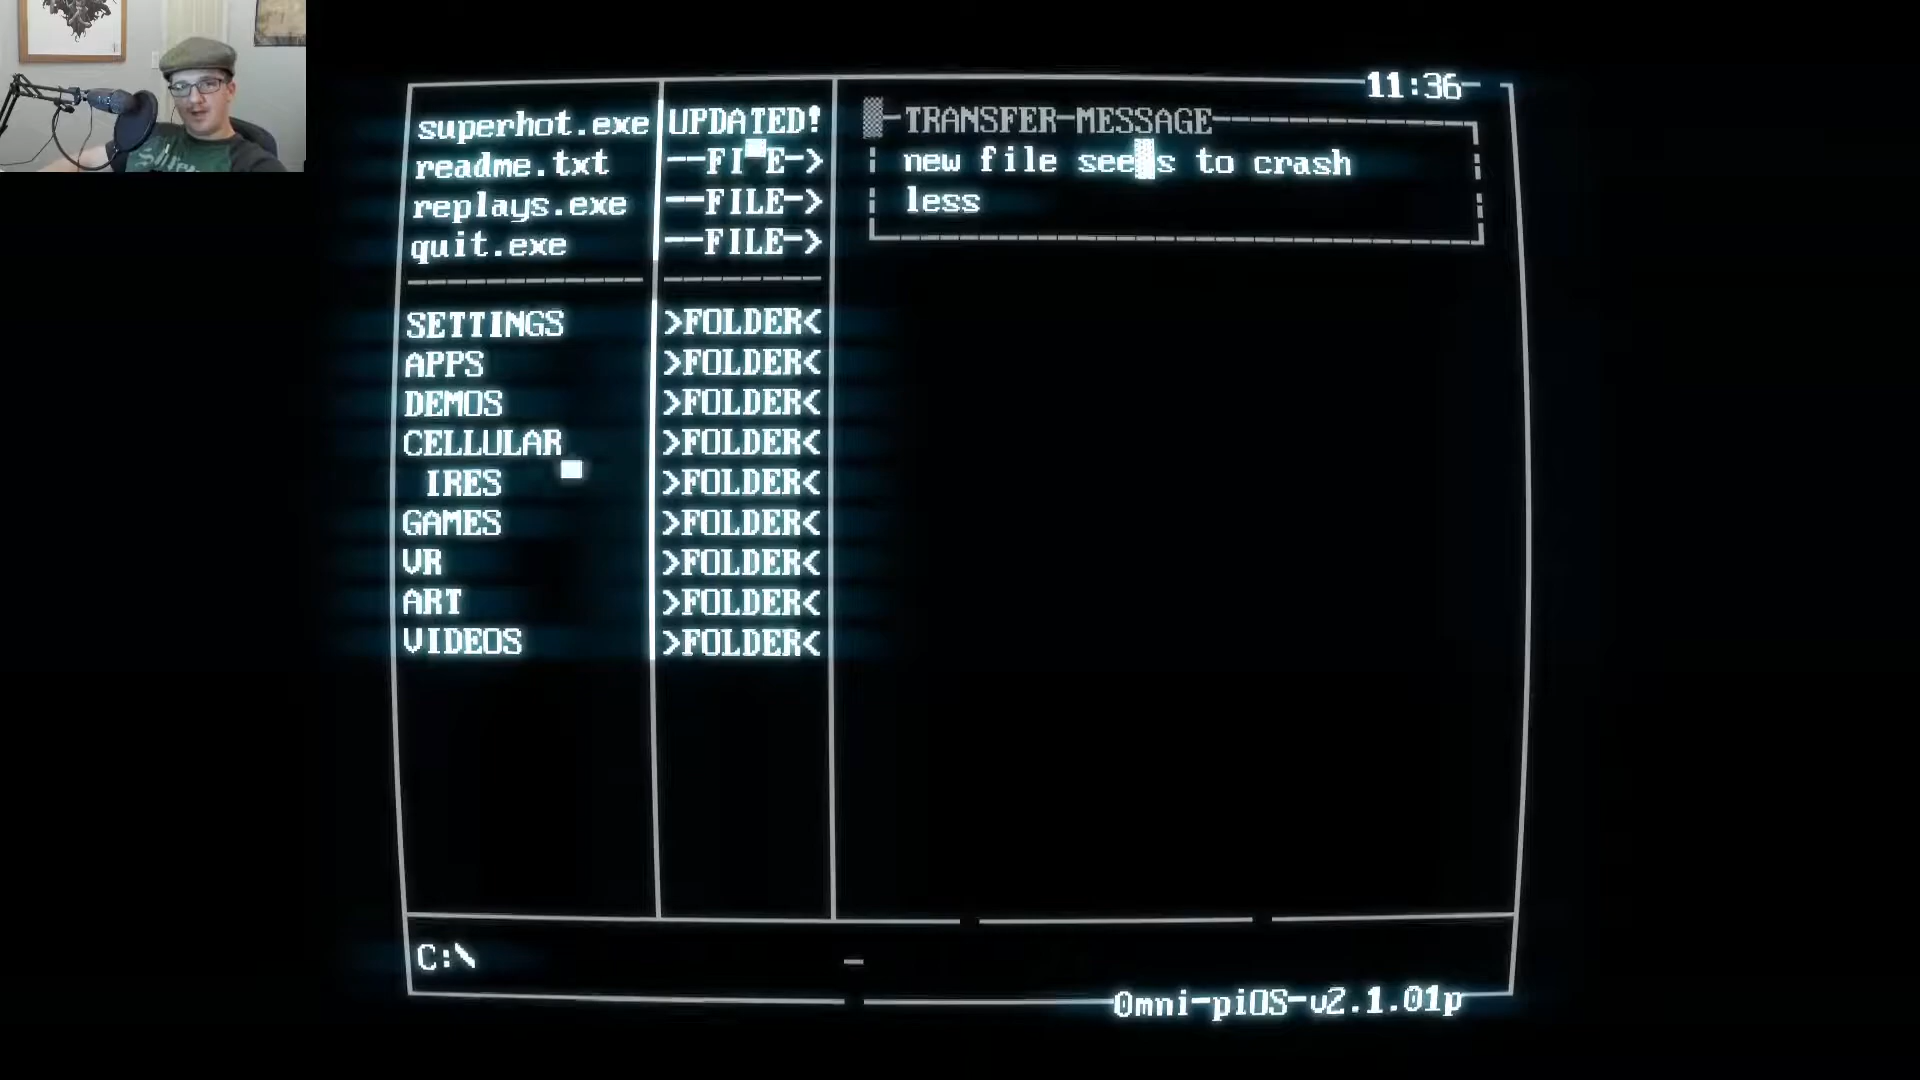 11:36
superhot.exe UPDATED!
readme.txt --FI E->
replays.exe --FILE->
quit.exe --FILE->
SETTINGS >FOLDER<
APPS >FOLDER<
DEMOS >FOLDER<
CELLULAR >FOLDER<
IRES >FOLDER<
GAMES >FOLDER<
VR >FOLDER<
ART >FOLDER<
VIDEOS >FOLDER<
TRANSFER-MESSAGE
new file see s to crash
less
C:\
_
0mni-piOS-v2.1.01p